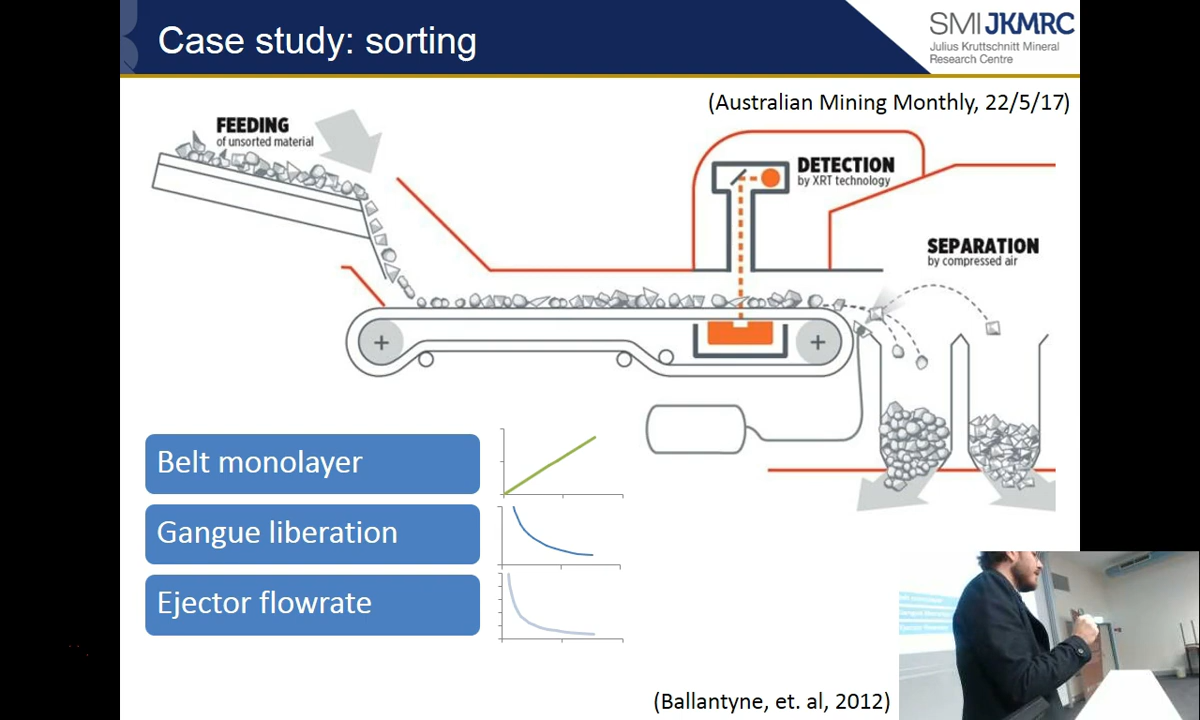 Case study: sorting
SMI JKMRC
Julius Kruttschnitt Mineral
Research Centre
(Australian Mining Monthly, 22/5/17)
FEEDING
of unsorted material
DETECTION
by XRT technology
SEPARATION
by compressed air
Belt monolayer
Gangue liberation
Ejector flowrate
(Ballantyne, et. al, 2012)